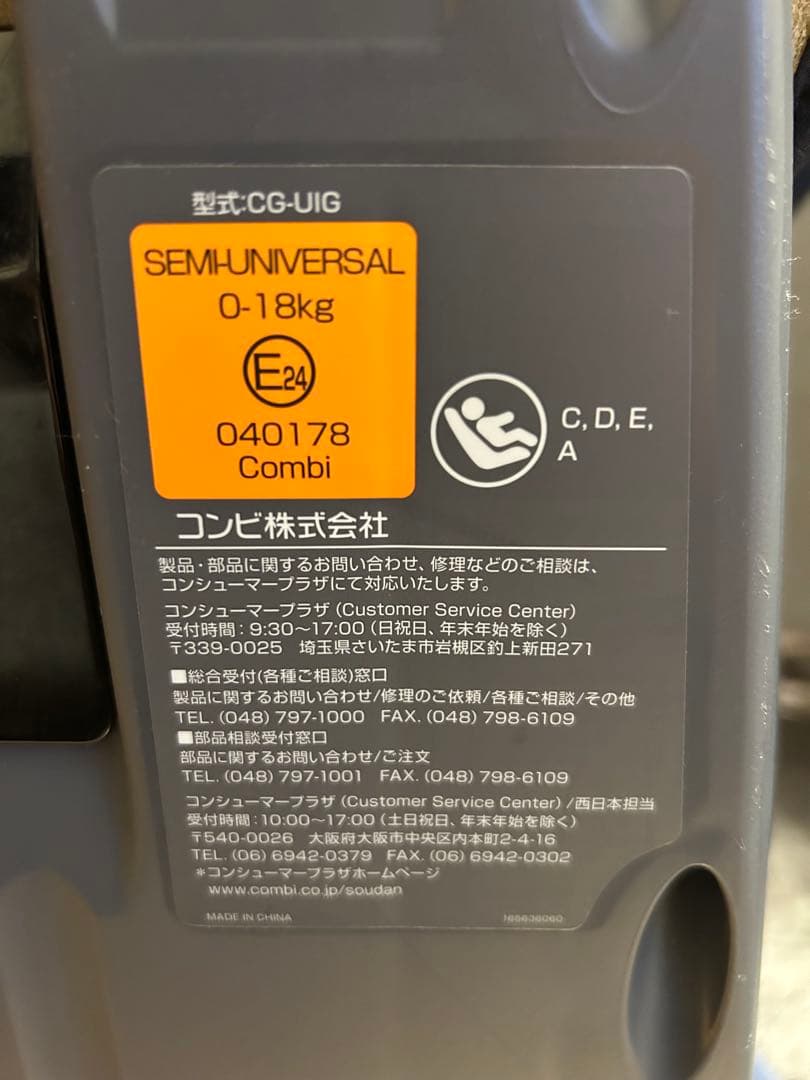 型式:CG-UIG
SEMI-UNIVERSAL
0-18kg
E24
040178
Combi
C, D, E,
A
コンビ株式会社
製品・部品に関するお問い合わせ、修理などのご相談は、
コンシューマープラザにて対応いたします。
コンシューマープラザ (Customer Service Center)
受付時間：9:30～17:00 (日祝日、年末年始を除く)
〒339-0025 埼玉県さいたま市岩槻区釣上新田271
■総合受付(各種ご相談)窓口
製品に関するお問い合わせ/修理のご依頼/各種ご相談/その他
TEL. (048) 797-1000 FAX. (048) 798-6109
■部品相談受付窓口
部品に関するお問い合わせ/ご注文
TEL. (048) 797-1001 FAX. (048) 798-6109
コンシューマープラザ (Customer Service Center) /西日本担当
受付時間：10:00～17:00 (土日祝日、年末年始を除く)
〒540-0026 大阪府大阪市中央区内本町2-4-16
TEL. (06) 6942-0379 FAX. (06) 6942-0302
＊コンシューマープラザホームページ
www.combi.co.jp/soudan
MADE IN CHINA
165636060